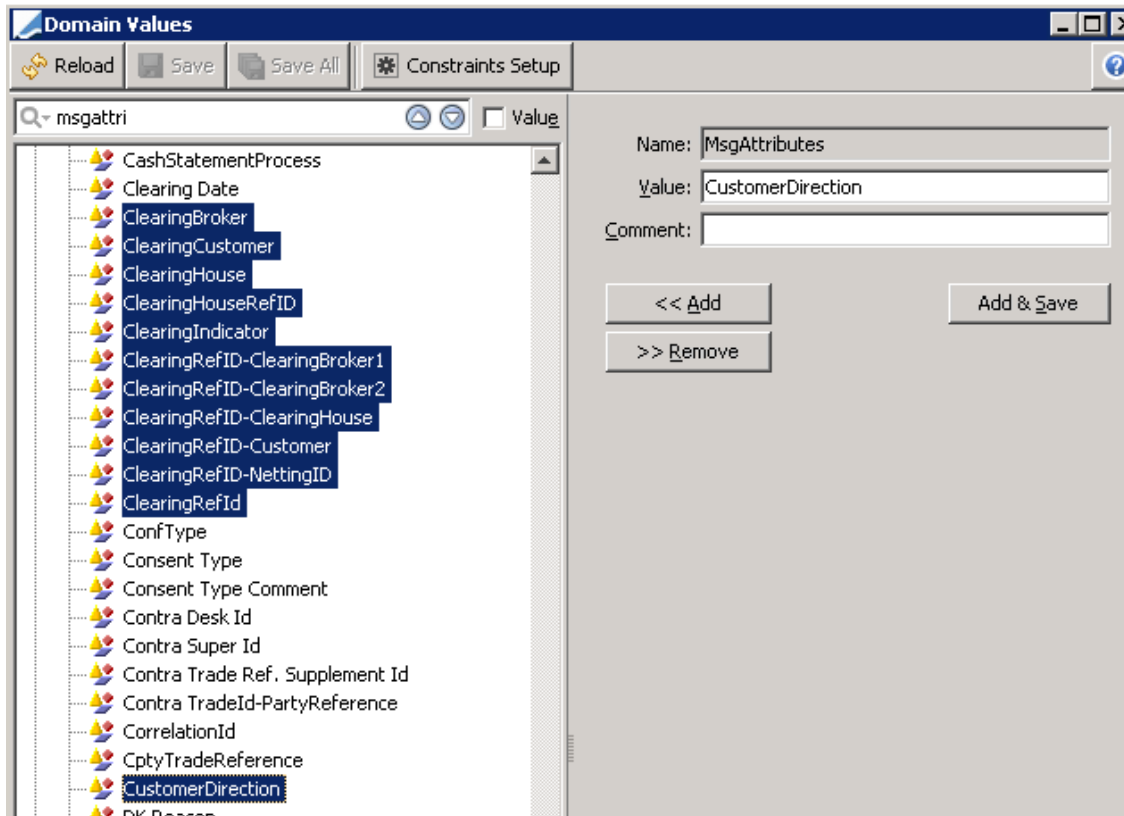 Domain Values
Reload Save Save All Constraints Setup
msgattri Value
CashStatementProcess
Clearing Date
ClearingBroker
ClearingCustomer
ClearingHouse
ClearingHouseRefID
ClearingIndicator
ClearingRefID-ClearingBroker1
ClearingRefID-ClearingBroker2
ClearingRefID-ClearingHouse
ClearingRefID-Customer
ClearingRefID-NettingID
ClearingRefId
ConfType
Consent Type
Consent Type Comment
Contra Desk Id
Contra Super Id
Contra Trade Ref. Supplement Id
Contra TradeId-PartyReference
CorrelationId
CptyTradeReference
CustomerDirection
DK Reason
Name: MsgAttributes
Value: CustomerDirection
Comment:
<< Add Add & Save
>> Remove